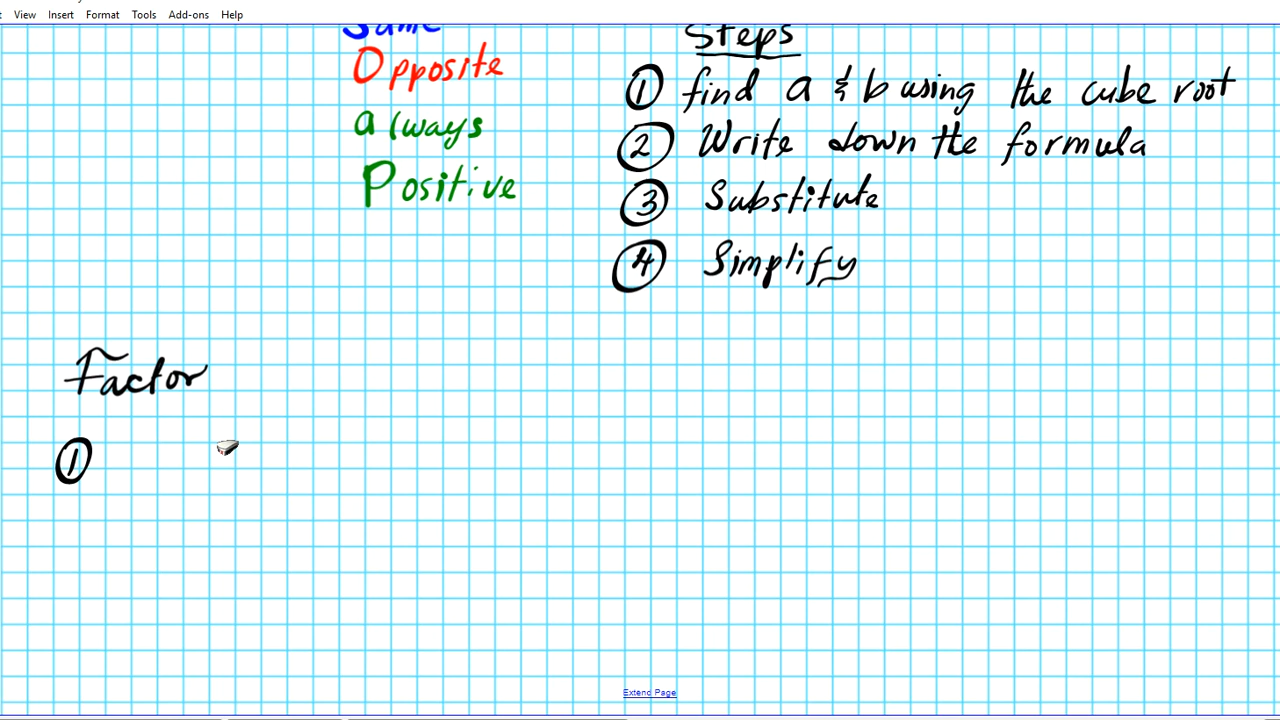 View Insert Format Tools Add-ons Help
Same
Opposite
always
Positive
Steps
① find a & b using the cube root
② Write down the formula
③ Substitute
④ Simplify
Factor
①
Extend Page